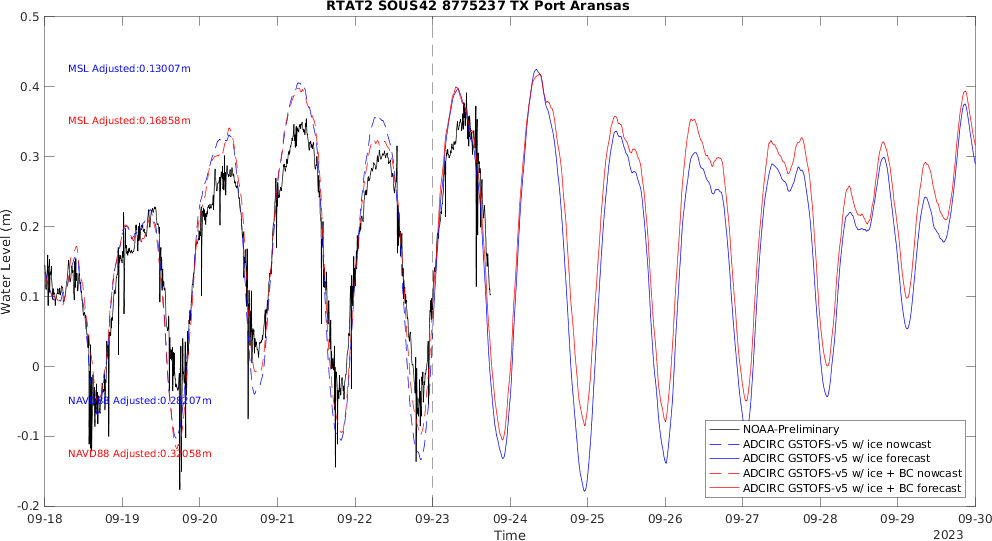 RTAT2 SOUS42 8775237 TX Port Aransas
Water Level (m)
0.5
0.4
0.3
0.2
0.1
0
-0.1
-0.2
MSL Adjusted:0.13007m
MSL Adjusted:0.16858m
NAVD88 Adjusted:0.28207m
NAVD88 Adjusted:0.32058m
NOAA-Preliminary
ADCIRC GSTOFS-v5 w/ ice nowcast
ADCIRC GSTOFS-v5 w/ ice forecast
ADCIRC GSTOFS-v5 w/ ice + BC nowcast
ADCIRC GSTOFS-v5 w/ ice + BC forecast
09-18 09-19 09-20 09-21 09-22 09-23 09-24 09-25 09-26 09-27 09-28 09-29 09-30
Time
2023